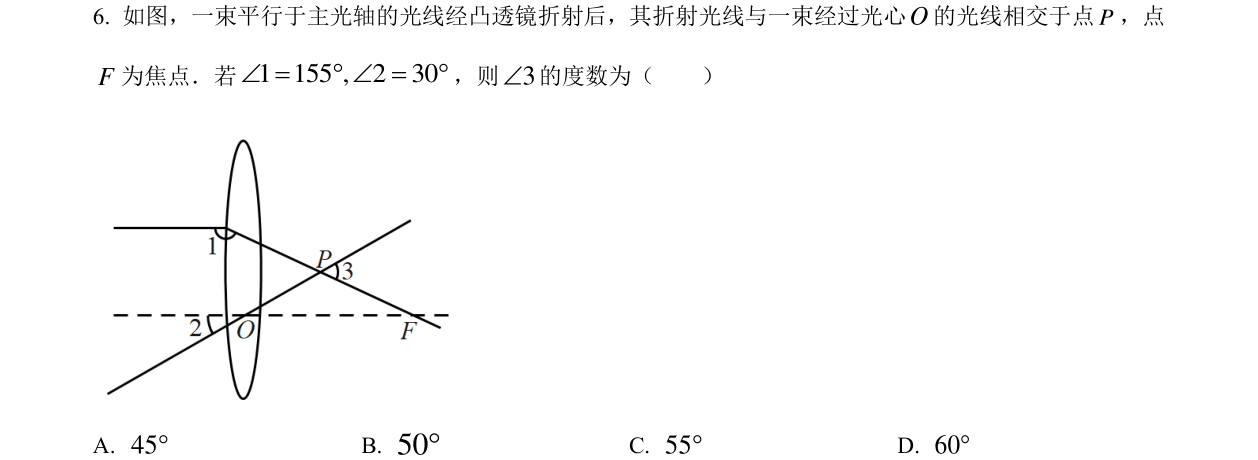 6. 如图，一束平行于主光轴的光线经凸透镜折射后，其折射光线与一束经过光心O的光线相交于点P，点
F为焦点．若∠1=155°,∠2=30°，则∠3的度数为（　　）
1
P
3
2
O
F
A. 45°  B. 50°  C. 55°  D. 60°